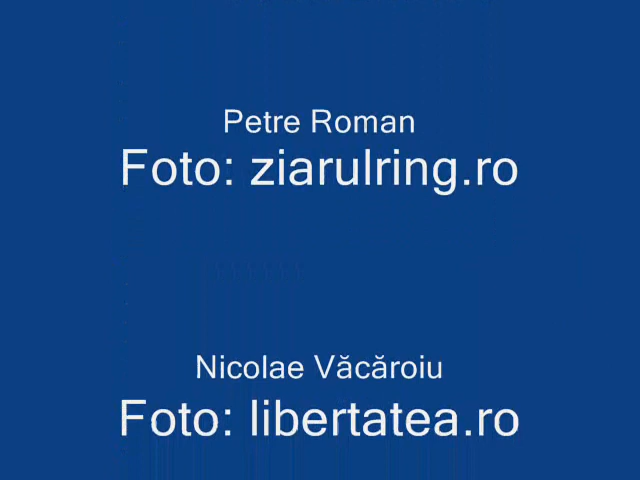 Petre Roman
Foto: ziarulring.ro
Nicolae Văcăroiu
Foto: libertatea.ro